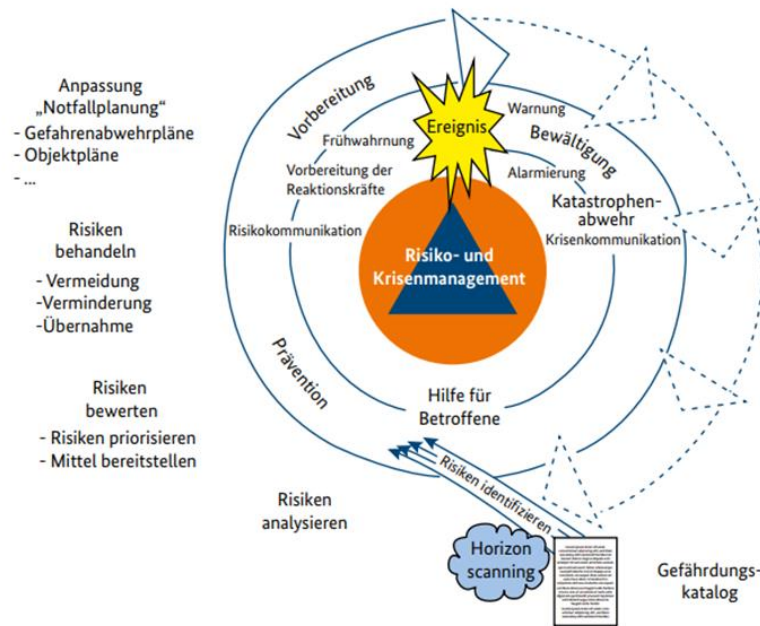 Anpassung
„Notfallplanung“
- Gefahrenabwehrpläne
- Objektpläne
- ...
Risiken
behandeln
- Vermeidung
-Verminderung
-Übernahme
Risiken
bewerten
- Risiken priorisieren
- Mittel bereitstellen
Risiken
analysieren
Vorbereitung
Frühwahrnung
Vorbereitung der
Reaktionskräfte
Risikokommunikation
Prävention
Ereignis
Warnung
Bewältigung
Alarmierung
Katastrophen-
abwehr
Krisenkommunikation
Risiko- und
Krisenmanagement
Hilfe für
Betroffene
Risiken identifizieren
Horizon
scanning
Gefährdungs-
katalog